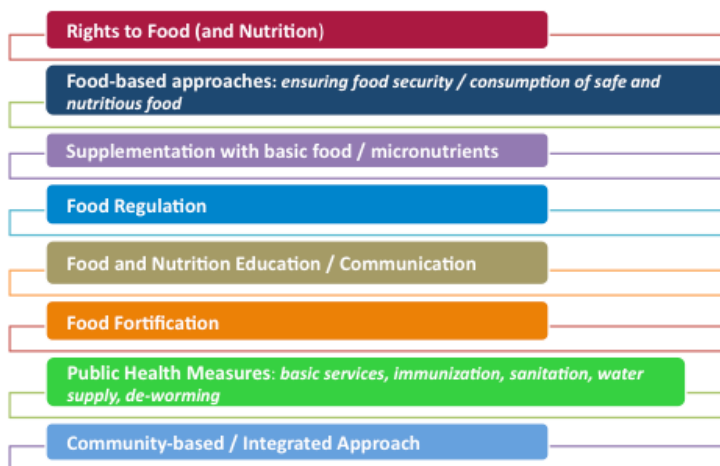 Rights to Food (and Nutrition)
Food-based approaches: ensuring food security / consumption of safe and
nutritious food
Supplementation with basic food / micronutrients
Food Regulation
Food and Nutrition Education / Communication
Food Fortification
Public Health Measures: basic services, immunization, sanitation, water
supply, de-worming
Community-based / Integrated Approach